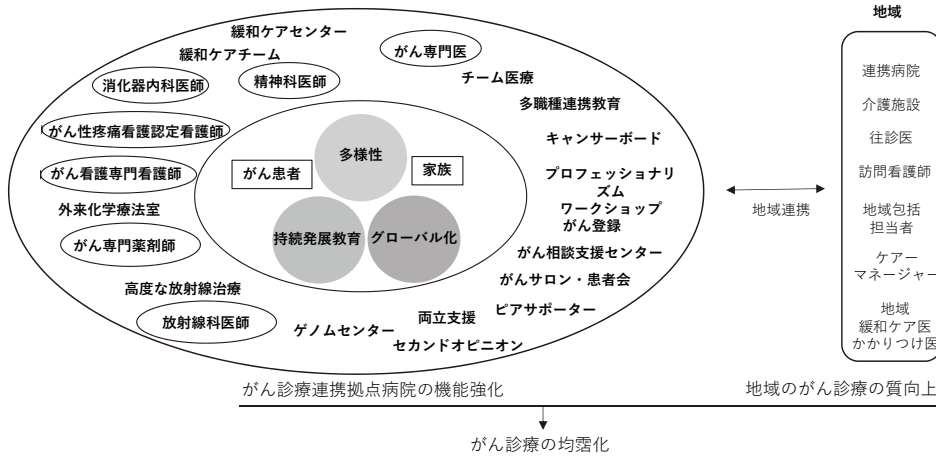 緩和ケアセンター
緩和ケアチーム
がん専門医
消化器内科医師
精神科医師
チーム医療
多職種連携教育
がん性疼痛看護認定看護師
キャンサーボード
がん看護専門看護師
プロフェッショナリ
ズム
ワークショップ
外来化学療法室
がん登録
がん専門薬剤師
がん相談支援センター
がんサロン・患者会
高度な放射線治療
ピアサポーター
放射線科医師
両立支援
ゲノムセンター
セカンドオピニオン
多様性
がん患者
家族
持続発展教育
グローバル化
地域連携
地域
連携病院
介護施設
往診医
訪問看護師
地域包括
担当者
ケアー
マネージャー
地域
緩和ケア医
かかりつけ医
がん診療連携拠点病院の機能強化
地域のがん診療の質向上
がん診療の均霑化